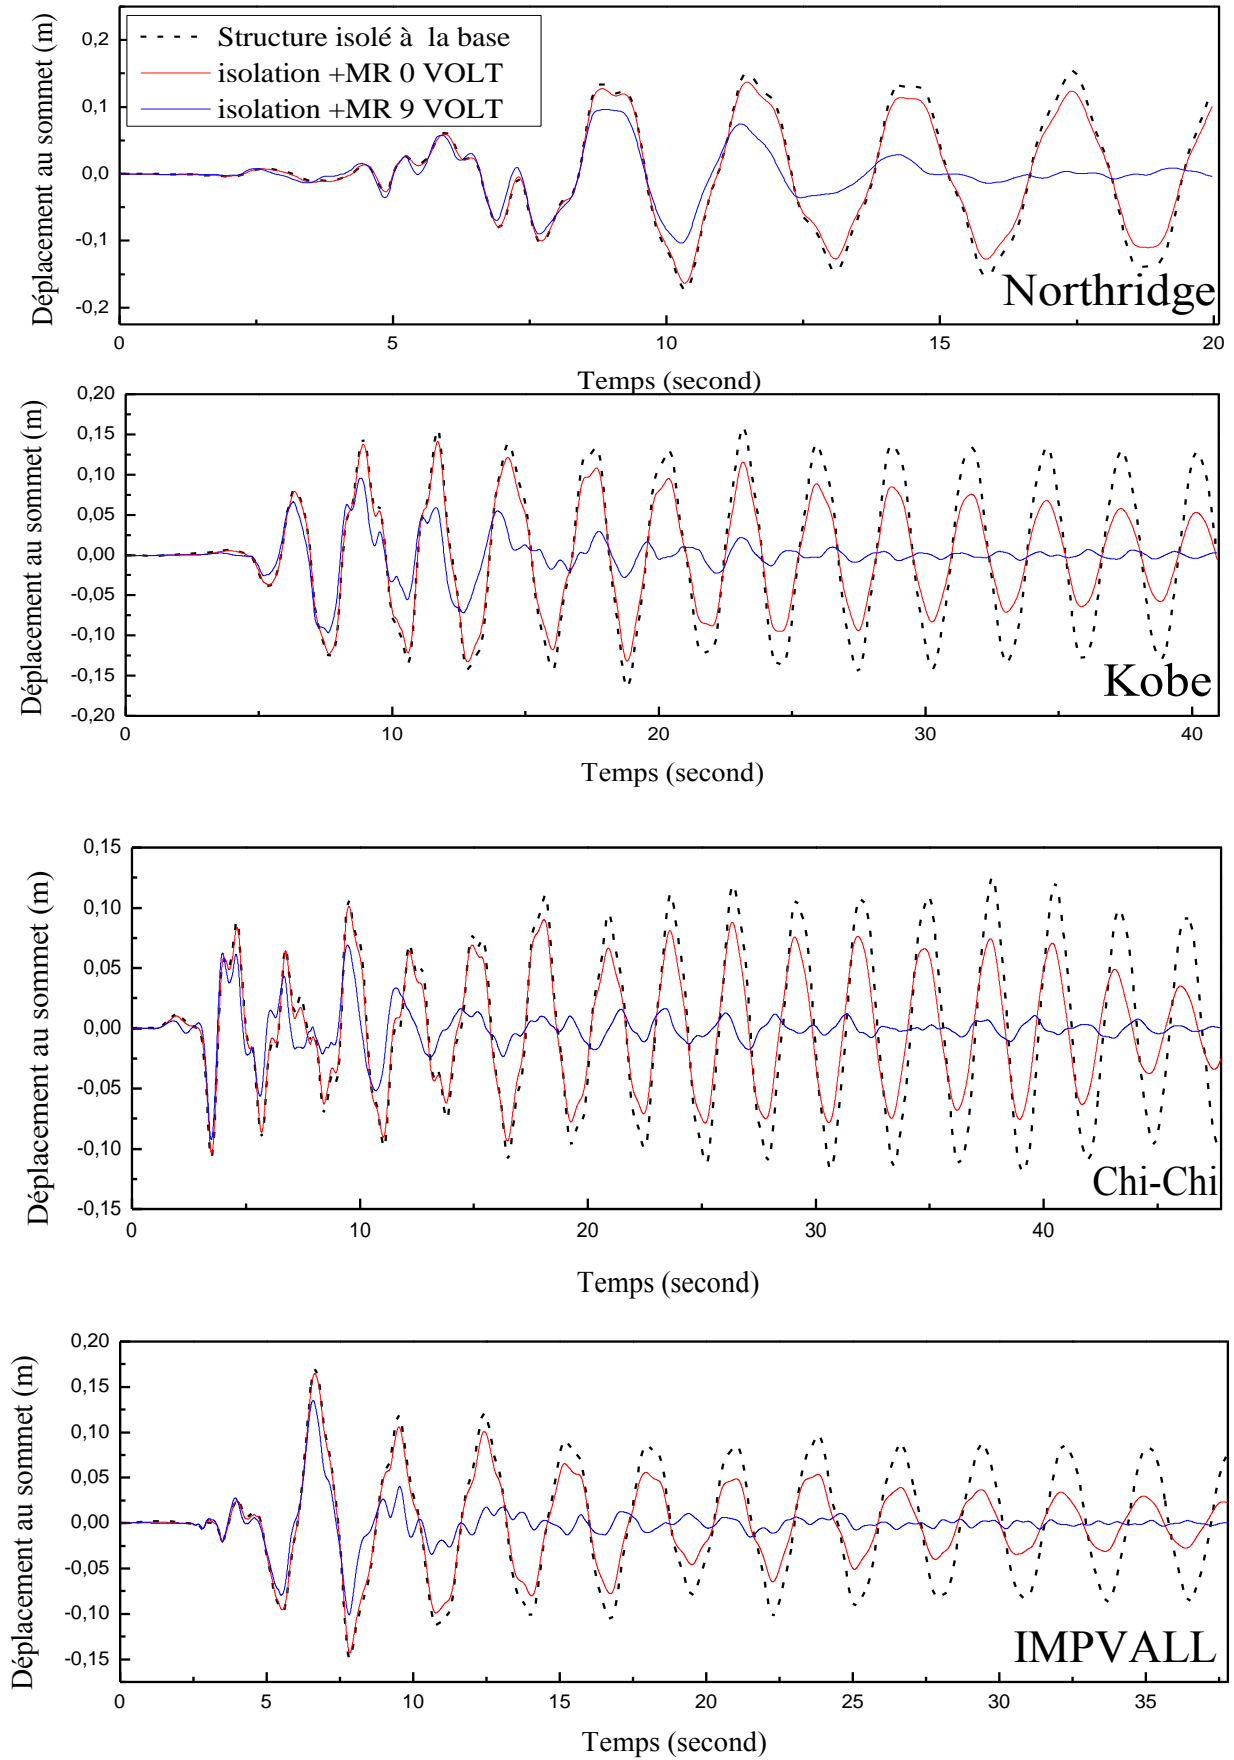 Déplacement au sommet (m)
0,2
0,1
0,0
-0,1
-0,2
Structure isolé à la base
isolation +MR 0 VOLT
isolation +MR 9 VOLT
Northridge
0 5 10 15 20
Temps (second)
Déplacement au sommet (m)
0,20
0,15
0,10
0,05
0,00
-0,05
-0,10
-0,15
-0,20
Kobe
0 10 20 30 40
Temps (second)
Déplacement au sommet (m)
0,15
0,10
0,05
0,00
-0,05
-0,10
-0,15
Chi-Chi
0 10 20 30 40
Temps (second)
Déplacement au sommet (m)
0,20
0,15
0,10
0,05
0,00
-0,05
-0,10
-0,15
IMPVALL
0 5 10 15 20 25 30 35
Temps (second)